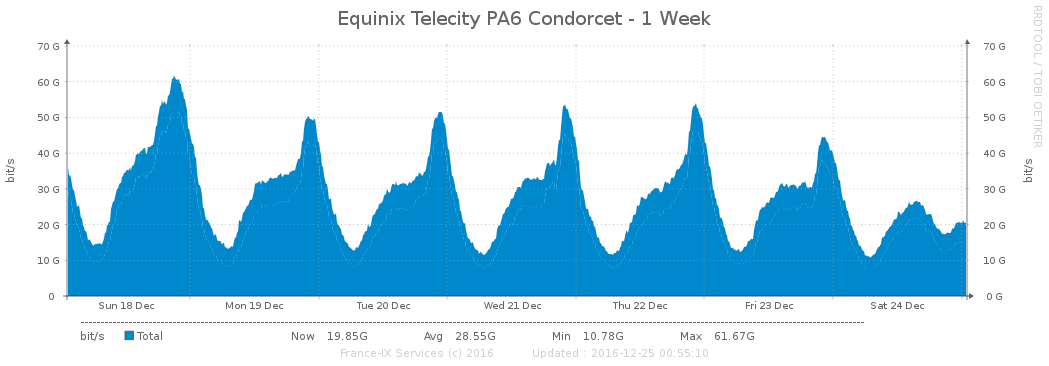 Equinix Telecity PA6 Condorcet - 1 Week
RRDTOOL / TOBI OETIKER
bit/s
70 G
60 G
50 G
40 G
30 G
20 G
10 G
0
70 G
60 G
50 G
40 G
30 G
20 G
10 G
0 G
bit/s
Sun 18 Dec Mon 19 Dec Tue 20 Dec Wed 21 Dec Thu 22 Dec Fri 23 Dec Sat 24 Dec
bit/s Total Now 19.85G Avg 28.55G Min 10.78G Max 61.67G
France-IX Services (c) 2016 Updated : 2016-12-25 00:55:10